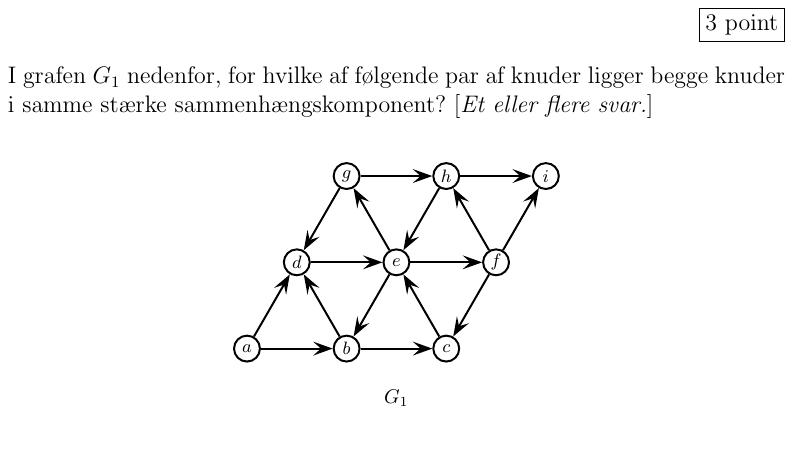 3 point
I grafen G₁ nedenfor, for hvilke af følgende par af knuder ligger begge knuder
i samme stærke sammenhængskomponent? [Et eller flere svar.]
g h i
d e f
a b c
G₁